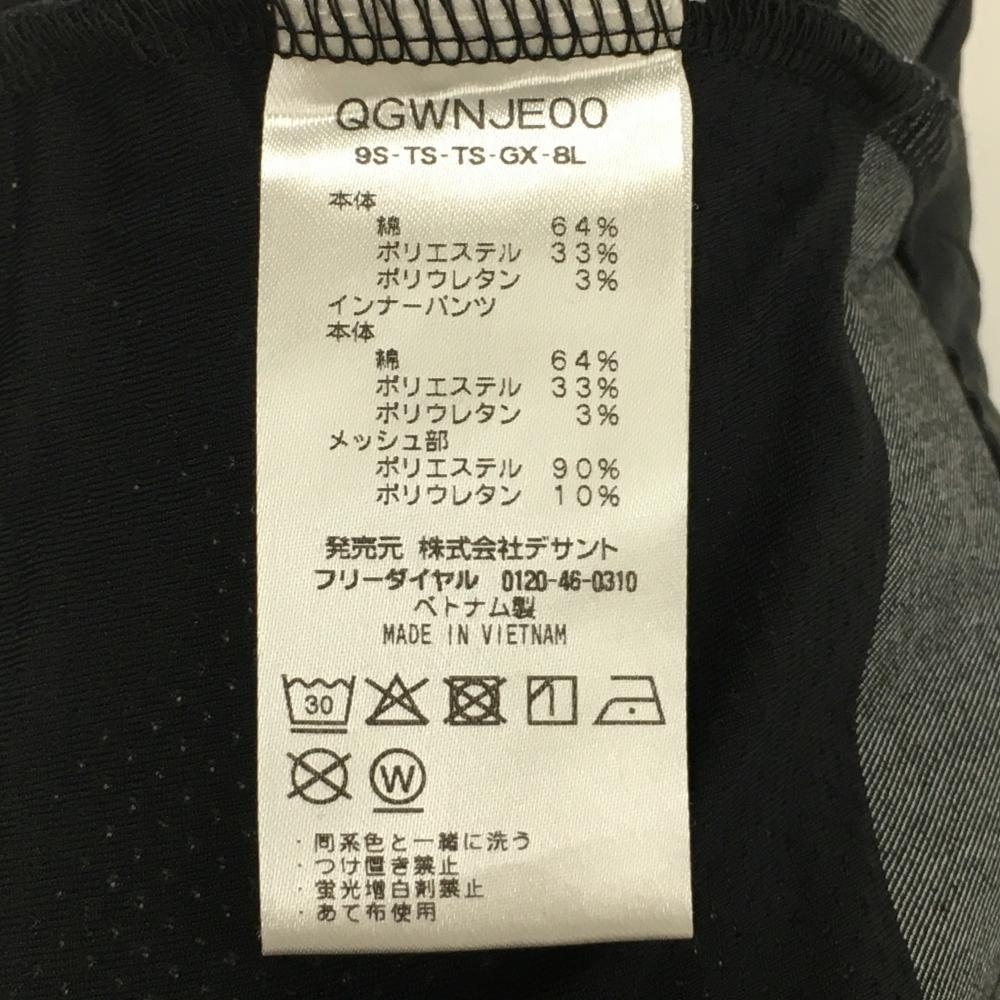 QGWNJE00
9S-TS-TS-GX-8L
本体
綿 64%
ポリエステル 33%
ポリウレタン 3%
インナーパンツ
本体
綿 64%
ポリエステル 33%
ポリウレタン 3%
メッシュ部
ポリエステル 90%
ポリウレタン 10%
発売元 株式会社デサント
フリーダイヤル 0120-46-0310
ベトナム製
MADE IN VIETNAM
30
W
・同系色と一緒に洗う
・つけ置き禁止
・蛍光増白剤禁止
・あて布使用